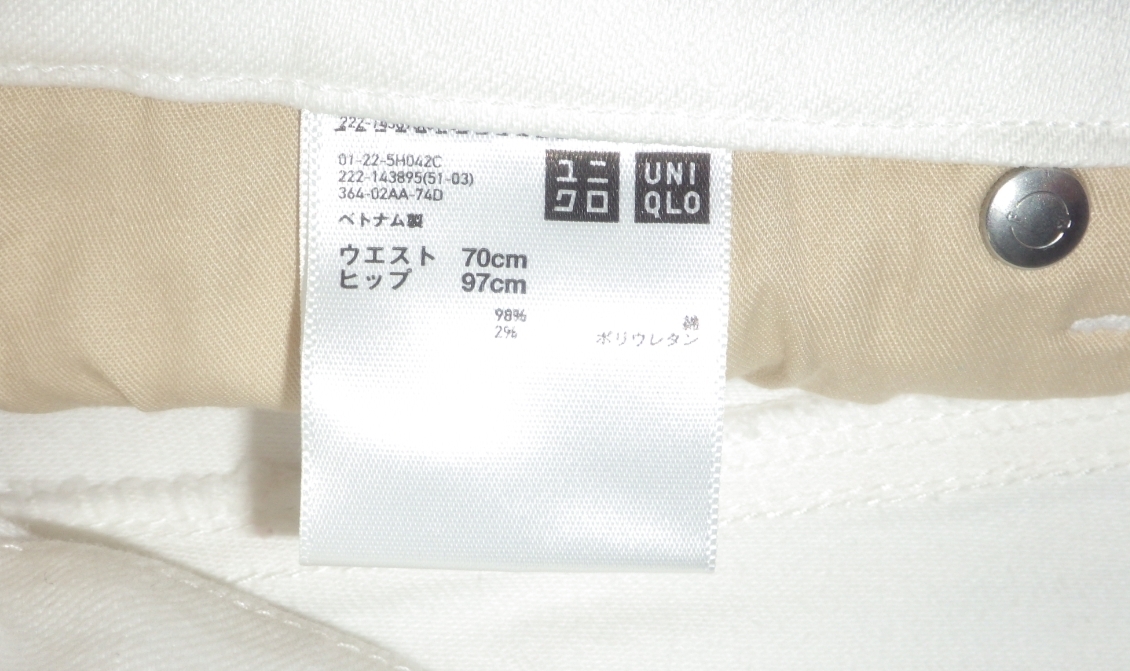 01-22-5H042C
222-143895(51-03)
364-02AA-74D
ベトナム製
ユニ
クロ
UNI
QLO
ウエスト 70cm
ヒップ 97cm
98% 綿
2% ポリウレタン